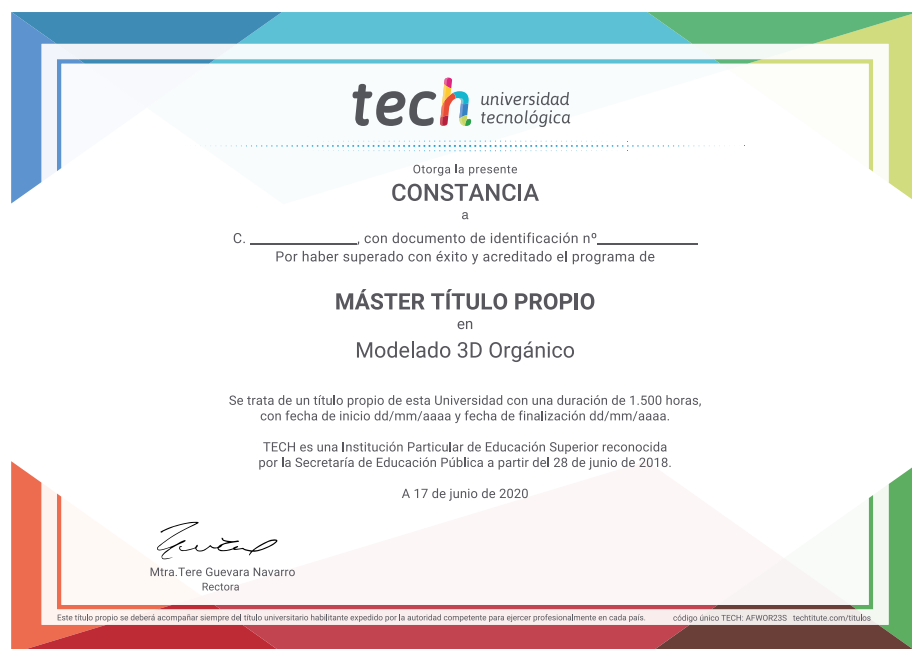 tech universidad
tecnológica
Otorga la presente
CONSTANCIA
a
C. ____________, con documento de identificación nº____________
Por haber superado con éxito y acreditado el programa de
MÁSTER TÍTULO PROPIO
en
Modelado 3D Orgánico
Se trata de un título propio de esta Universidad con una duración de 1.500 horas,
con fecha de inicio dd/mm/aaaa y fecha de finalización dd/mm/aaaa.
TECH es una Institución Particular de Educación Superior reconocida
por la Secretaría de Educación Pública a partir del 28 de junio de 2018.
A 17 de junio de 2020
Mtra.Tere Guevara Navarro
Rectora
Este título propio se deberá acompañar siempre del título universitario habilitante expedido por la autoridad competente para ejercer profesionalmente en cada país. código único TECH: AFWOR23S techtitute.com/titulos